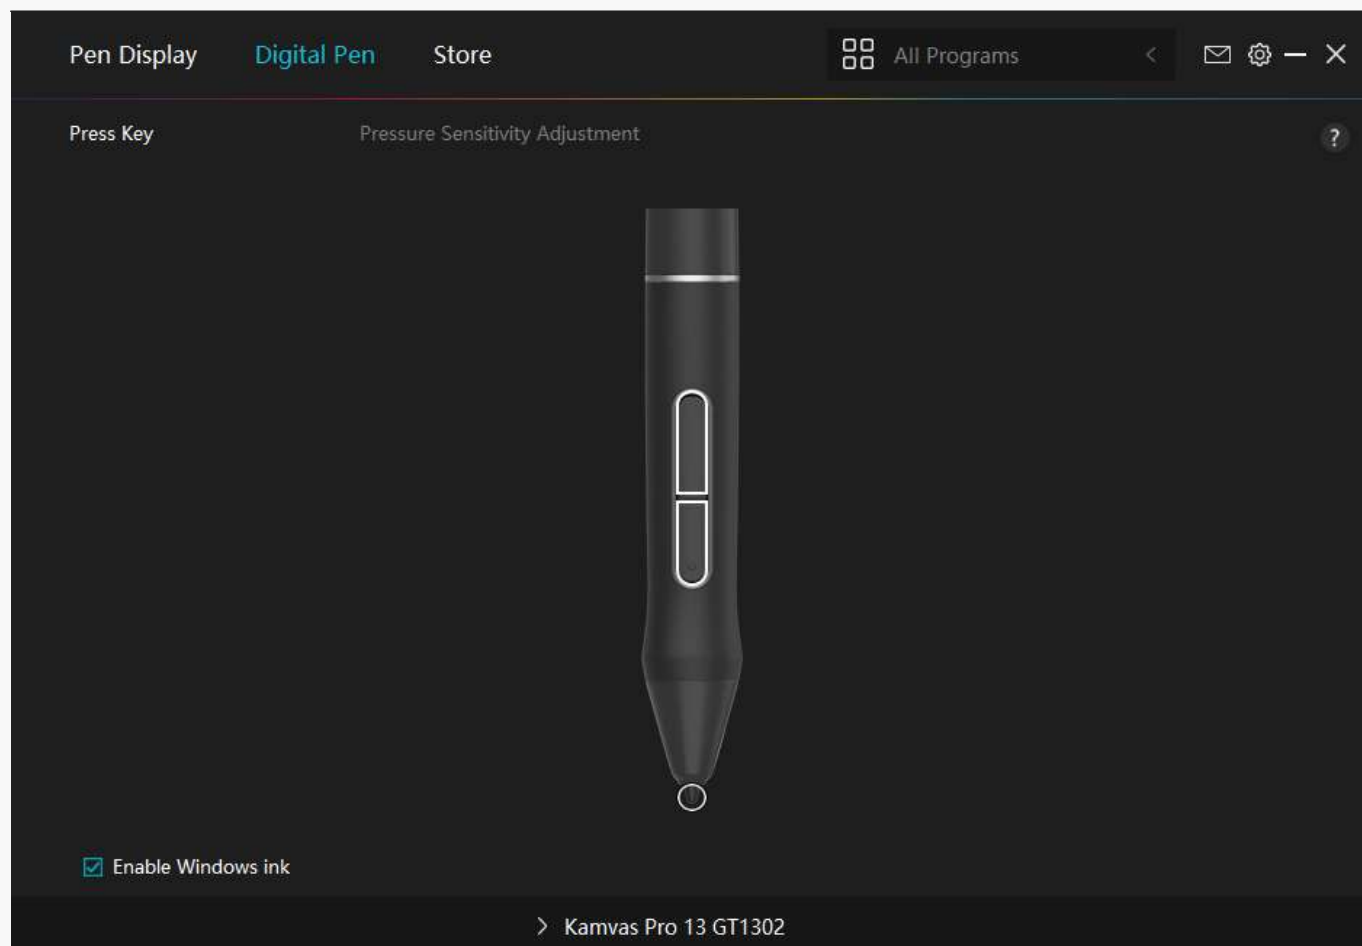 Pen Display Digital Pen Store All Programs
Press Key Pressure Sensitivity Adjustment ?
Enable Windows ink
Kamvas Pro 13 GT1302